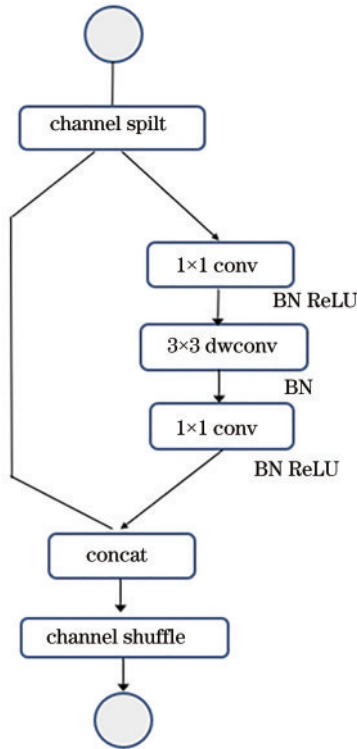 channel spilt
1×1 conv
BN ReLU
3×3 dwconv
BN
1×1 conv
BN ReLU
concat
channel shuffle